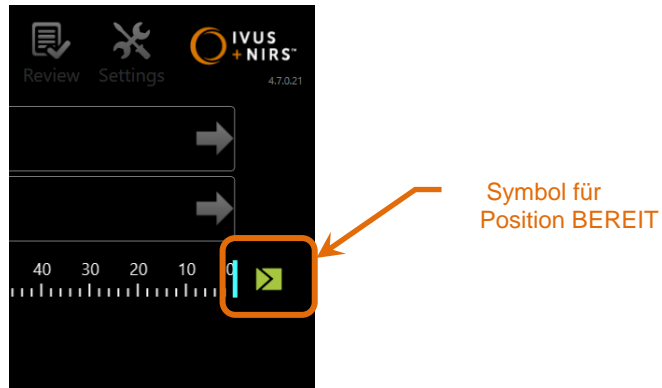 IVUS
+NIRS™
Review Settings
4.7.0.21
Symbol für
Position BEREIT
40 30 20 10 0